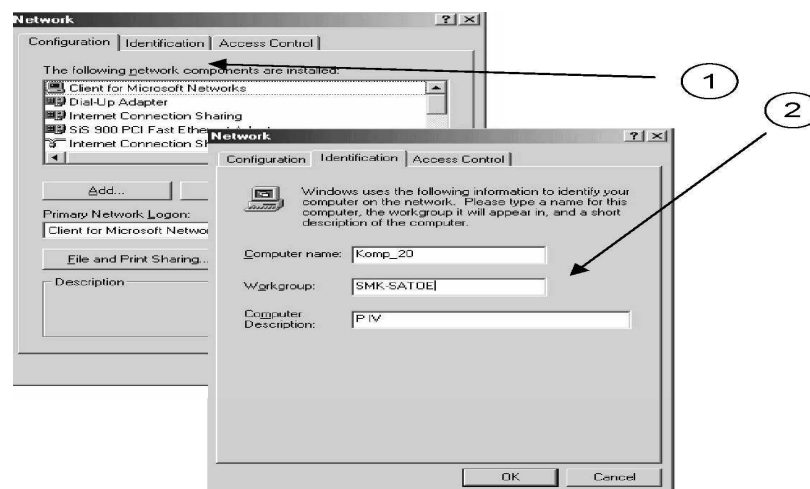 Network
Configuration Identification Access Control
The following network components are installed:
Client for Microsoft Networks
Dial-Up Adapter
Internet Connection Sharing
SiS 900 PCI Fast
Internet Connection
Add...
Primary Network Logon:
Client for Microsoft
File and Print Sharing...
Description
Network
Configuration Identification Access Control
Windows uses the following information to identify your
computer on the network. Please type a name for this
computer, the workgroup it will appear in, and a short
description of the computer.
Computer name: Komp_20
Workgroup: SMK-SATOE
Computer
Description: P IV
OK Cancel
1
2